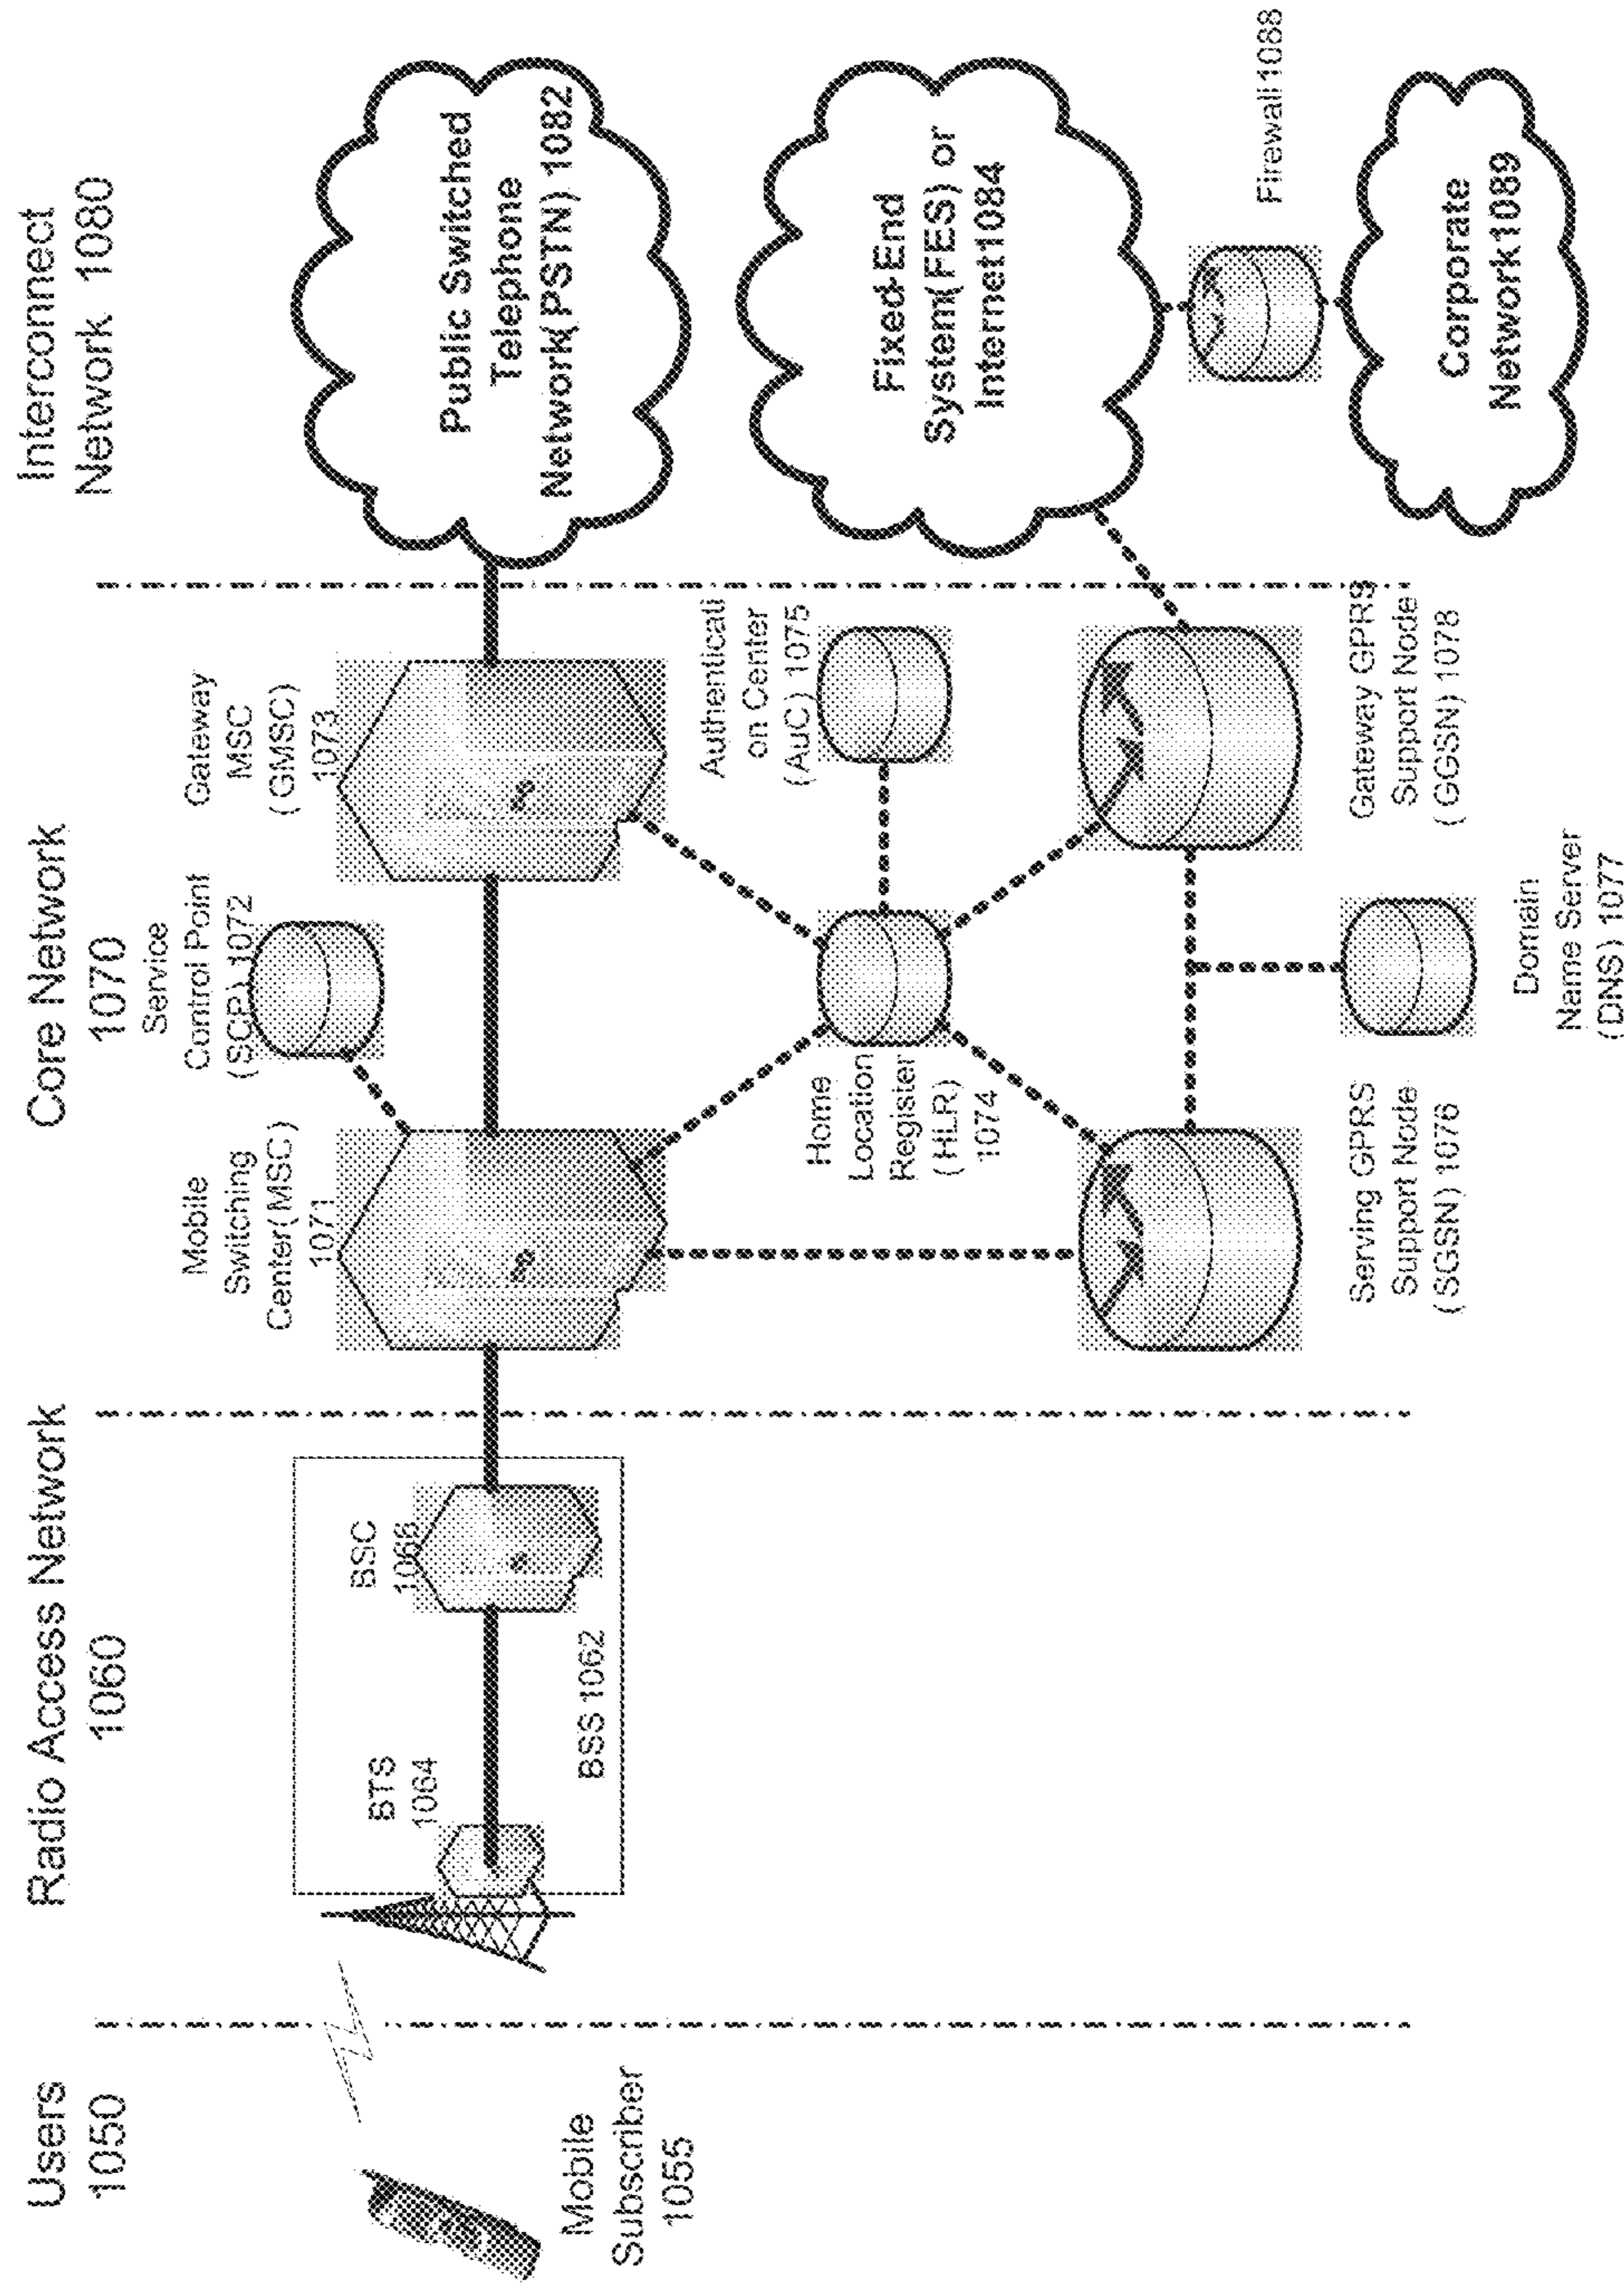 Users
1050
Radio Access Network
1060
Core Network
1070
Interconnect
Network 1080
Mobile
Subscriber
1055
BTS
1064
BSC
1066
BSS 1062
Mobile
Switching
Center(MSC)
1071
Service
Control Point
(SCP) 1072
Gateway
MSC
(GMSC)
1073
Home
Location
Register
(HLR)
1074
Authenticati
on Center
(AuC) 1075
Serving GPRS
Support Node
(SGSN) 1076
Domain
Name Server
(DNS) 1077
Gateway GPRS
Support Node
(GGSN) 1078
Public Switched
Telephone
Network(PSTN) 1082
Fixed-End
System(FES) or
Internet1084
Firewall 1088
Corporate
Network1089